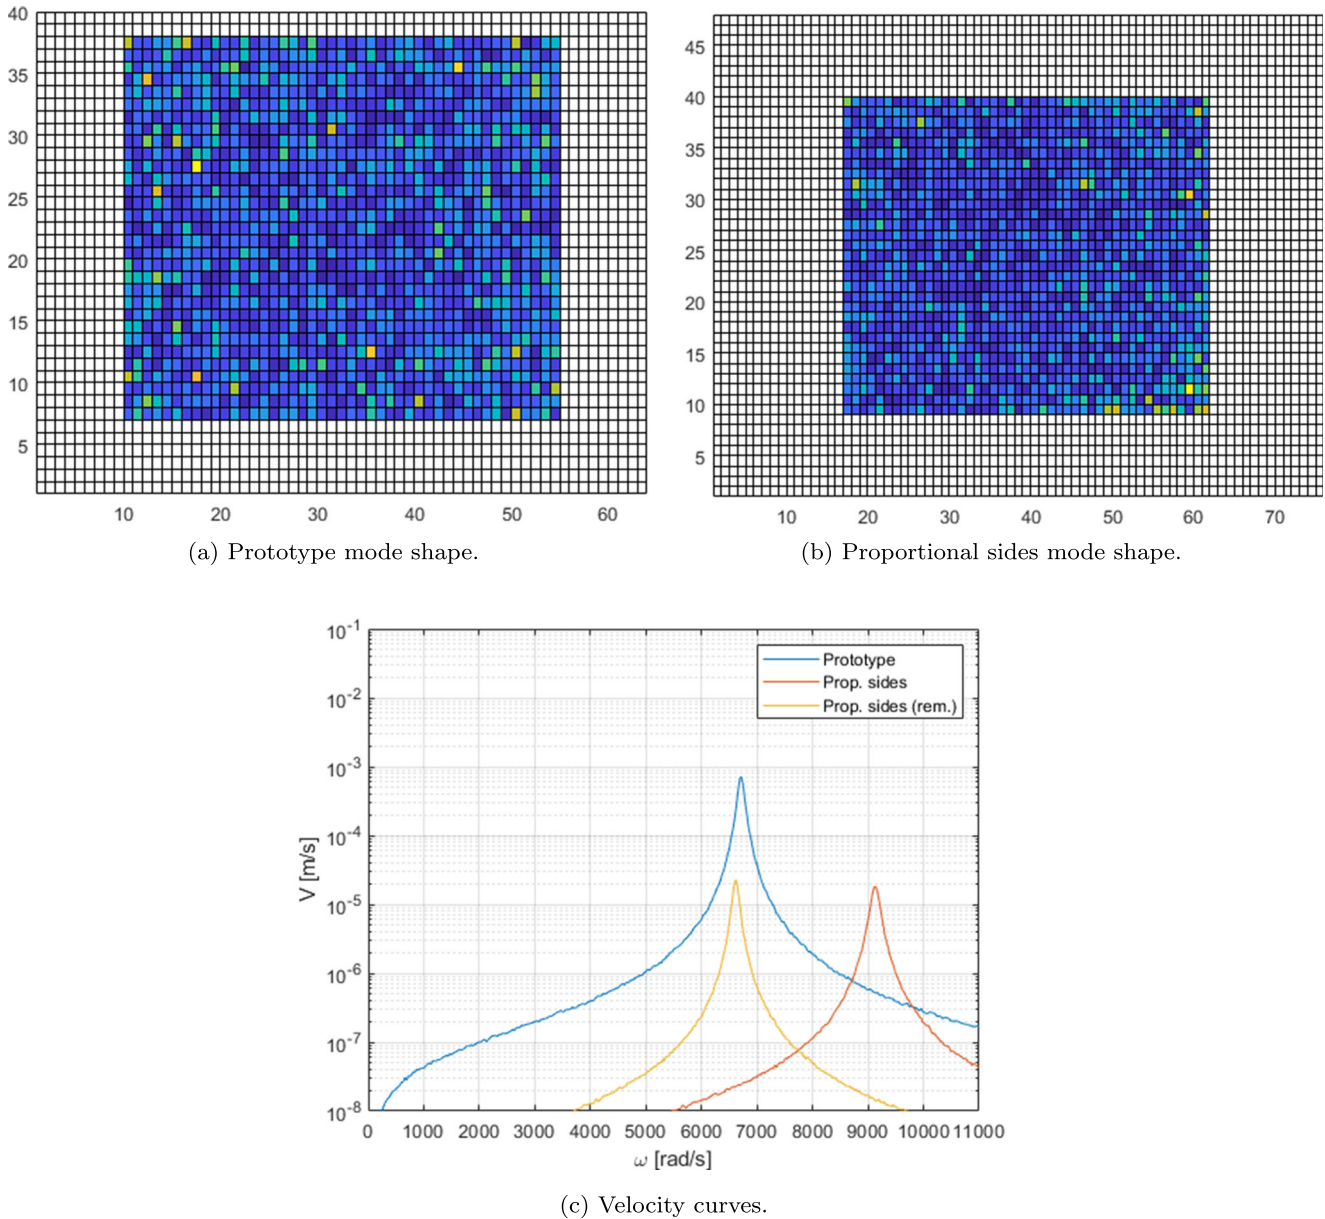 40
35
30
25
20
15
10
5
10 20 30 40 50 60
(a) Prototype mode shape.
45
40
35
30
25
20
15
10
5
10 20 30 40 50 60 70
(b) Proportional sides mode shape.
10-1
10-2
10-3
10-4
10-5
10-6
10-7
10-8
V [m/s]
Prototype
Prop. sides
Prop. sides (rem.)
0 1000 2000 3000 4000 5000 6000 7000 8000 9000 10000 11000
ω [rad/s]
(c) Velocity curves.